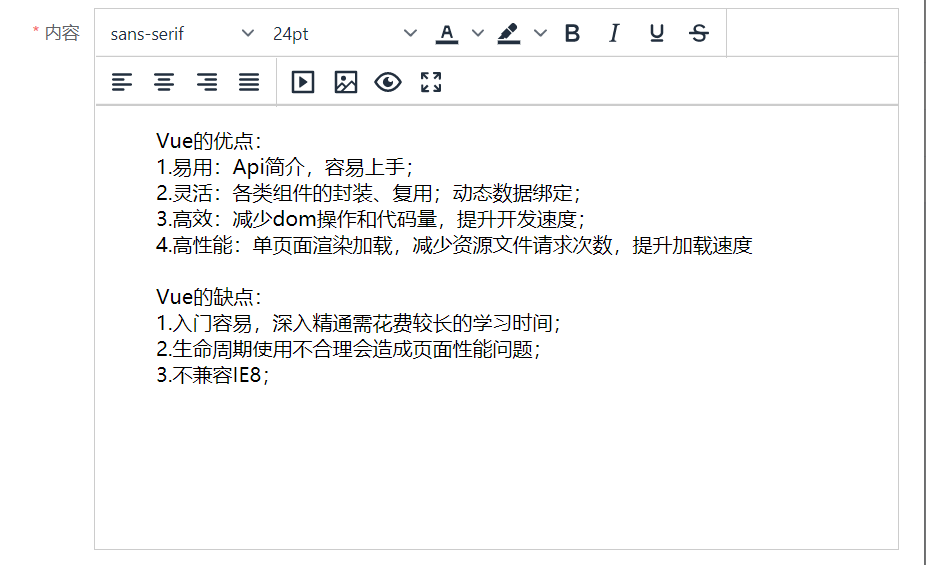 * 内容
sans-serif
24pt
A
B
I
U
S
Vue的优点：
1.易用：Api简介，容易上手；
2.灵活：各类组件的封装、复用；动态数据绑定；
3.高效：减少dom操作和代码量，提升开发速度；
4.高性能：单页面渲染加载，减少资源文件请求次数，提升加载速度
Vue的缺点：
1.入门容易，深入精通需花费较长的学习时间；
2.生命周期使用不合理会造成页面性能问题；
3.不兼容IE8；